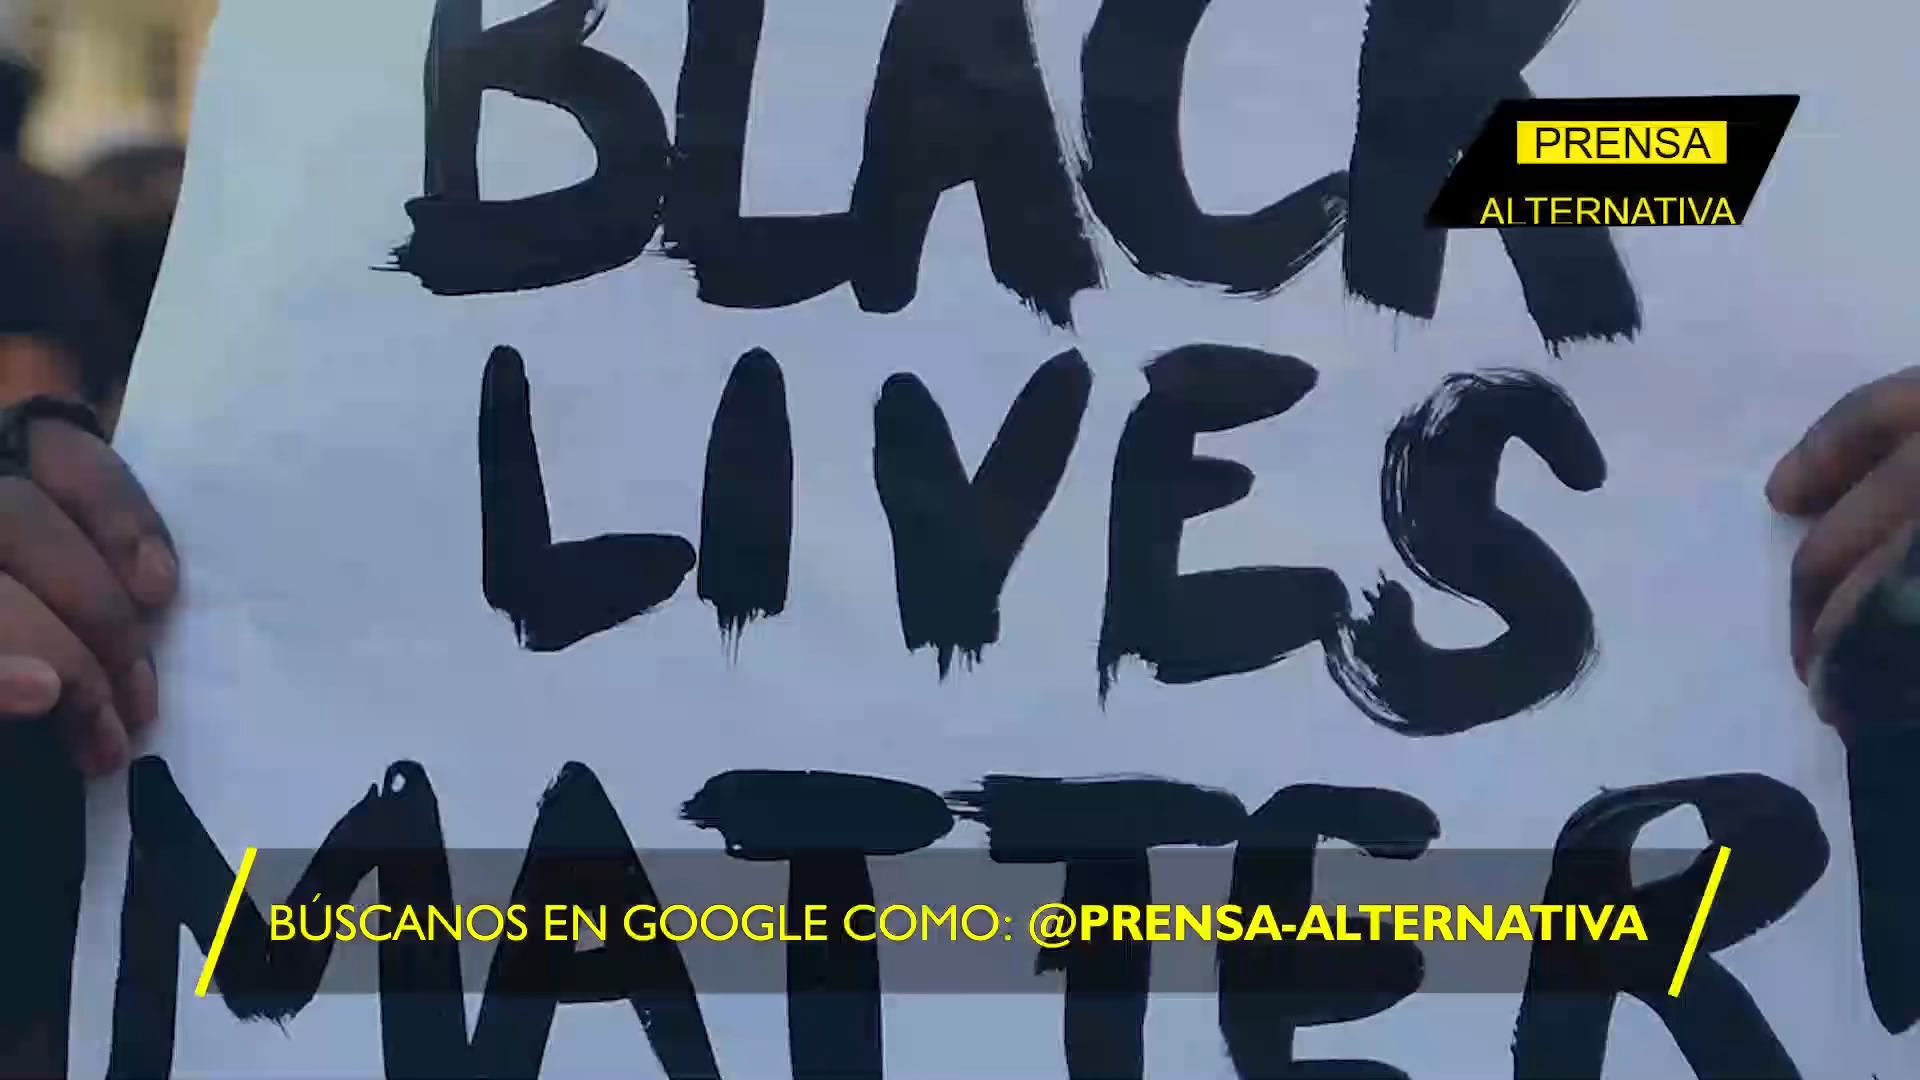 BLACK
PRENSA
ALTERNATIVA
LIVES
MATTER
BÚSCANOS EN GOOGLE COMO: @PRENSA-ALTERNATIVA